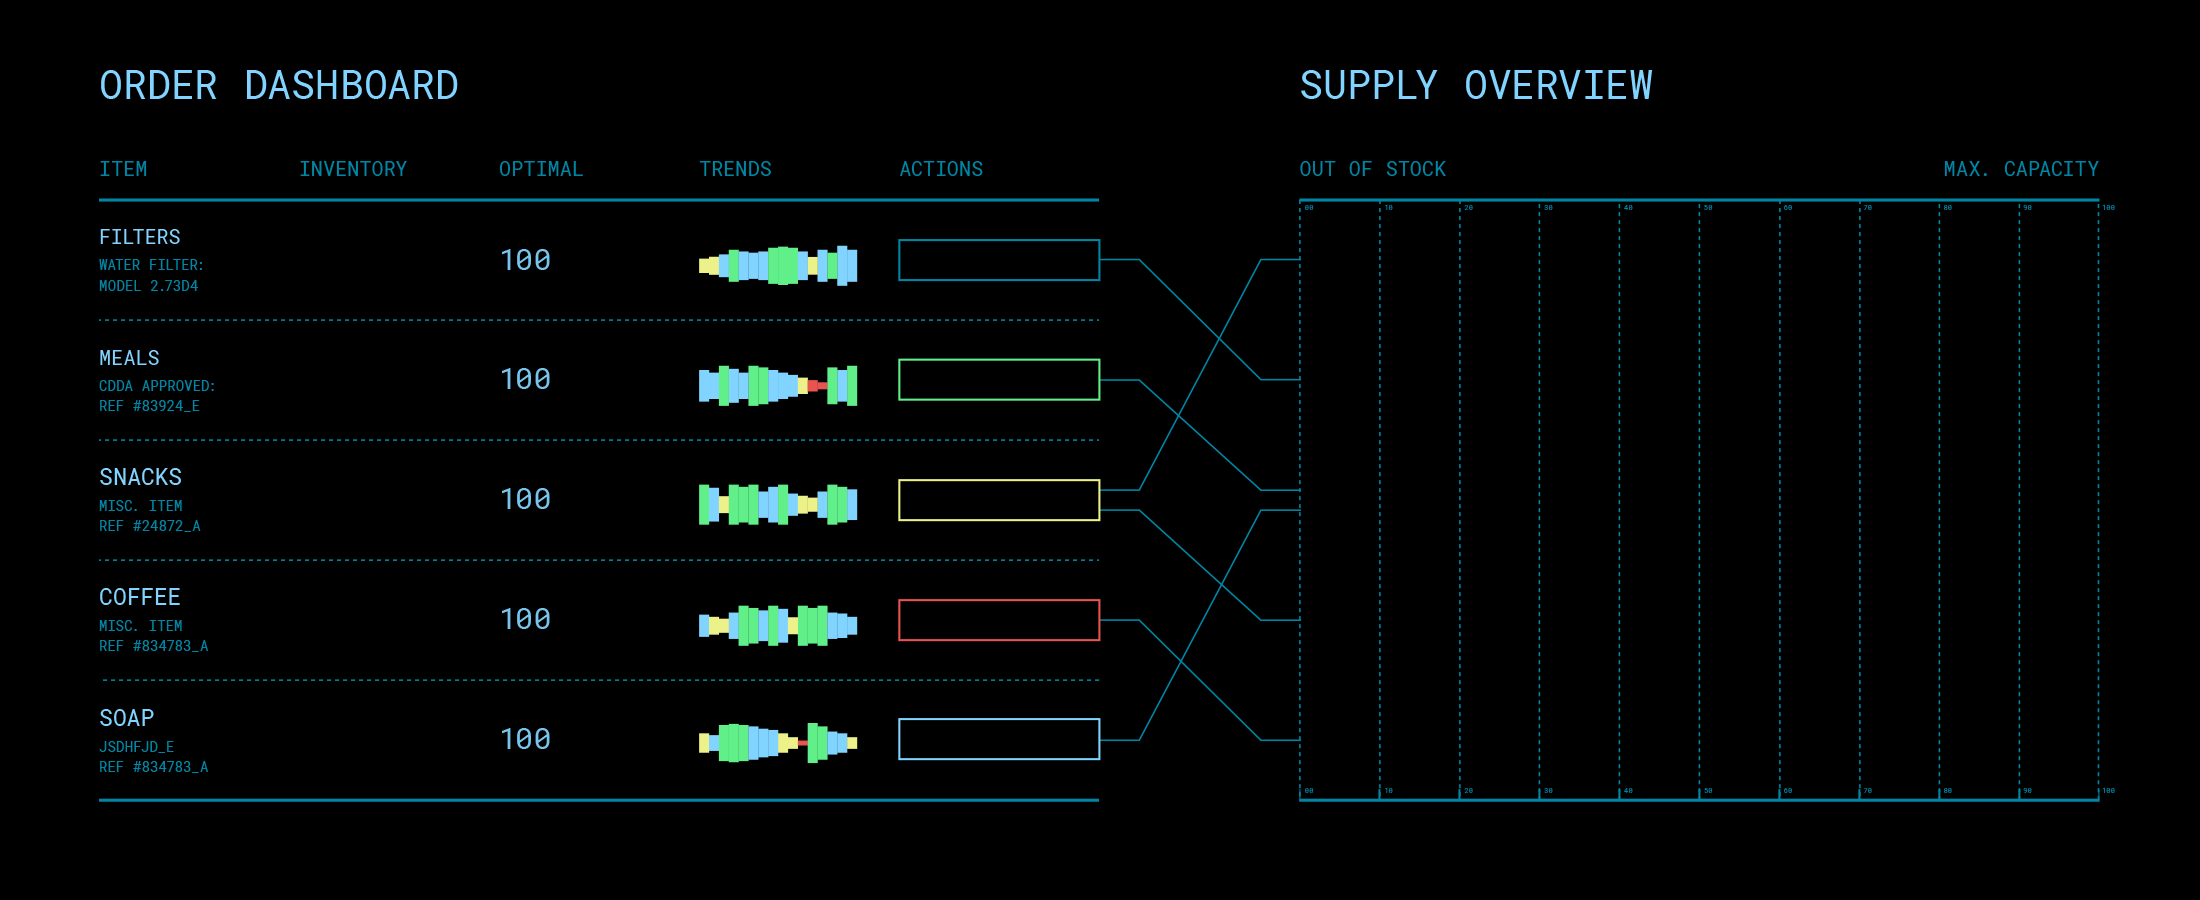 ORDER DASHBOARD
SUPPLY OVERVIEW
ITEM INVENTORY OPTIMAL TRENDS ACTIONS
OUT OF STOCK MAX. CAPACITY
00 10 20 30 40 50 60 70 80 90 100
FILTERS
WATER FILTER:
MODEL 2.73D4
100
MEALS
CDDA APPROVED:
REF #83924_E
100
SNACKS
MISC. ITEM
REF #24872_A
100
COFFEE
MISC. ITEM
REF #834783_A
100
SOAP
JSDHFJD_E
REF #834783_A
100
00 10 20 30 40 50 60 70 80 90 100